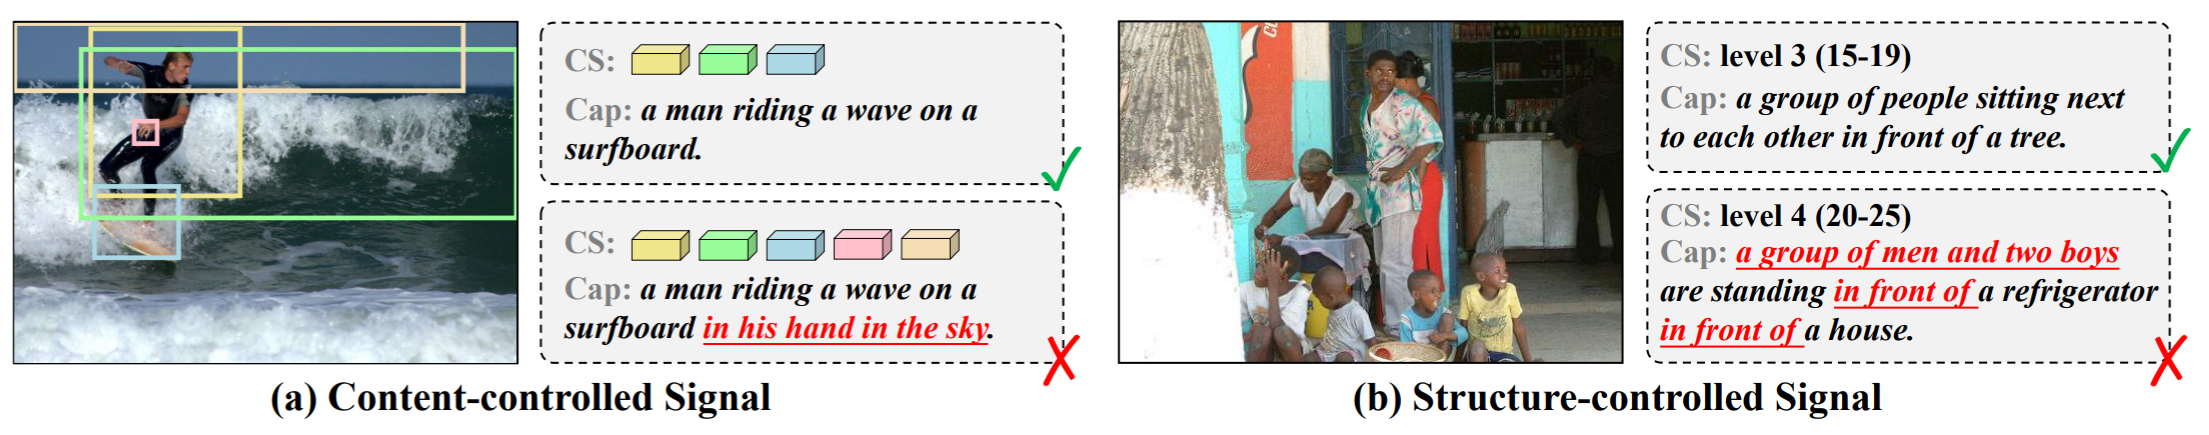 CS:
Cap: a man riding a wave on a
surfboard.
CS:
Cap: a man riding a wave on a
surfboard in his hand in the sky.
(a) Content-controlled Signal
CS: level 3 (15-19)
Cap: a group of people sitting next
to each other in front of a tree.
CS: level 4 (20-25)
Cap: a group of men and two boys
are standing in front of a refrigerator
in front of a house.
(b) Structure-controlled Signal